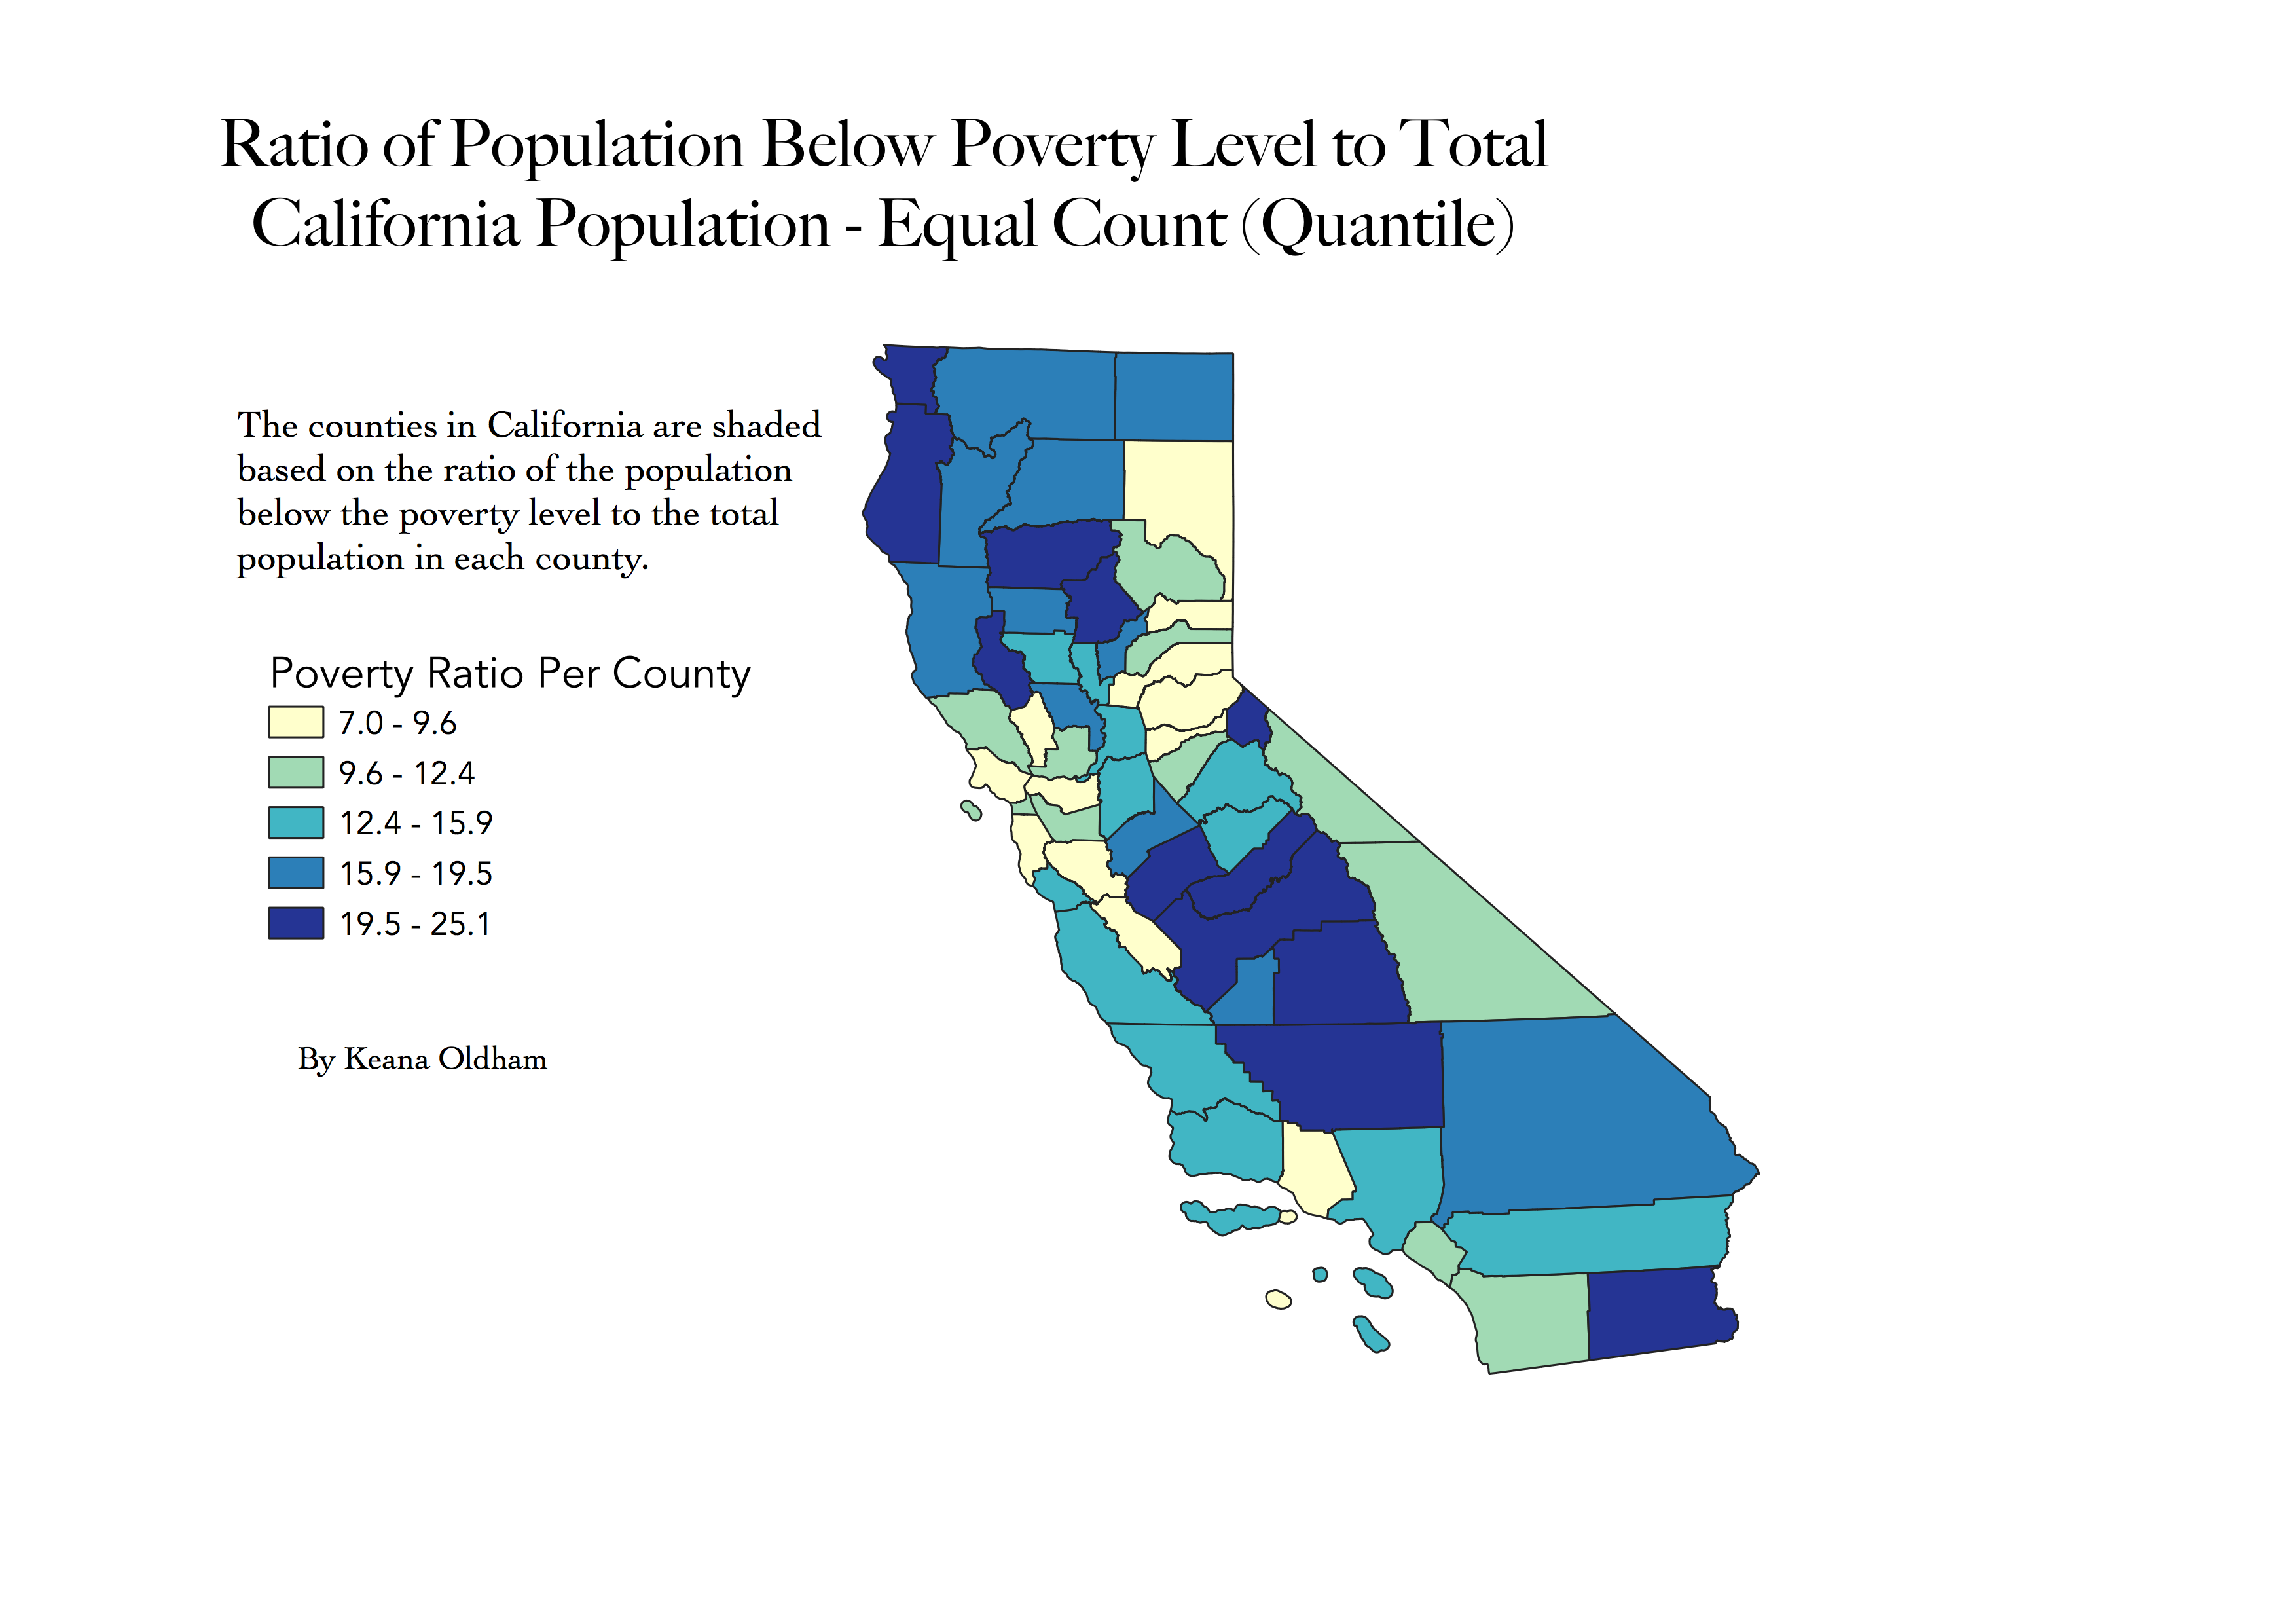 Ratio of Population Below Poverty Level to Total
California Population - Equal Count (Quantile)
The counties in California are shaded
based on the ratio of the population
below the poverty level to the total
population in each county.
Poverty Ratio Per County
7.0 - 9.6
9.6 - 12.4
12.4 - 15.9
15.9 - 19.5
19.5 - 25.1
By Keana Oldham